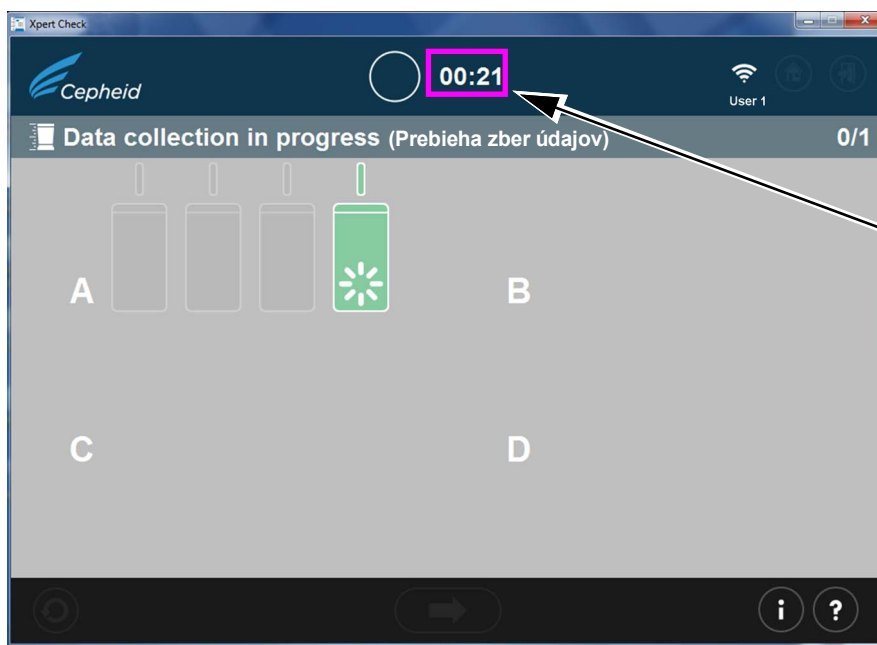 Xpert Check
Cepheid
00:21
User 1
Data collection in progress (Prebieha zber údajov)
0/1
A
B
C
D
i
?